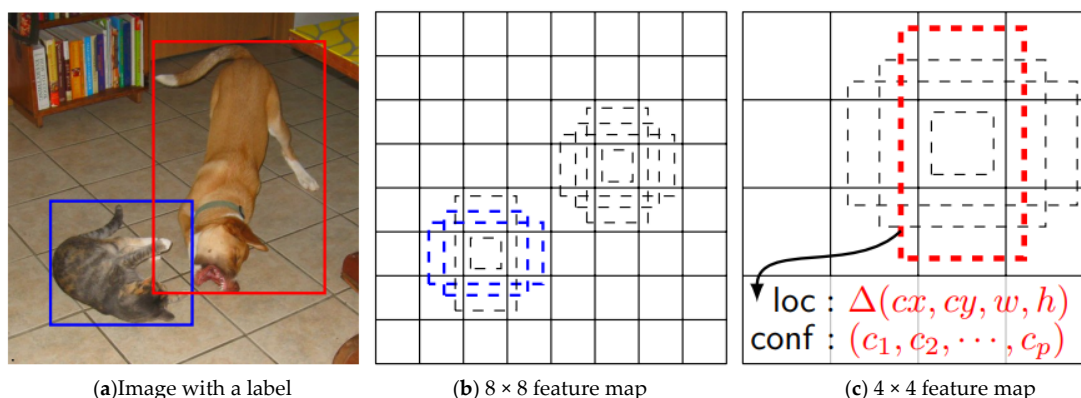 loc : Δ(cx, cy, w, h)
conf : (c₁, c₂, ⋯, cₚ)
(a)Image with a label
(b) 8 × 8 feature map
(c) 4 × 4 feature map